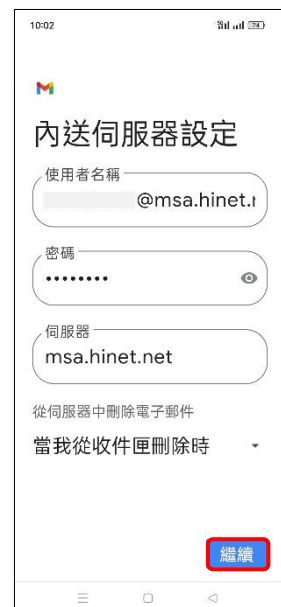 10:02
內送伺服器設定
使用者名稱
@msa.hinet.r
密碼
••••••••
伺服器
msa.hinet.net
從伺服器中刪除電子郵件
當我從收件匣刪除時
繼續